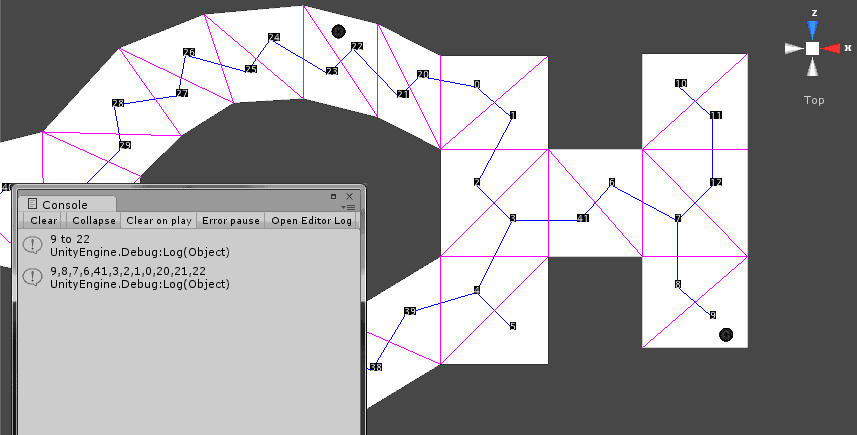 z
x
Top
24
22
26
25
23
20
0
10
21
28
27
1
11
29
2
6
12
3
41
7
4
8
39
5
9
38
Console
Clear
Collapse
Clear on play
Error pause
Open Editor Log
9 to 22
UnityEngine.Debug:Log(Object)
9,8,7,6,41,3,2,1,0,20,21,22
UnityEngine.Debug:Log(Object)